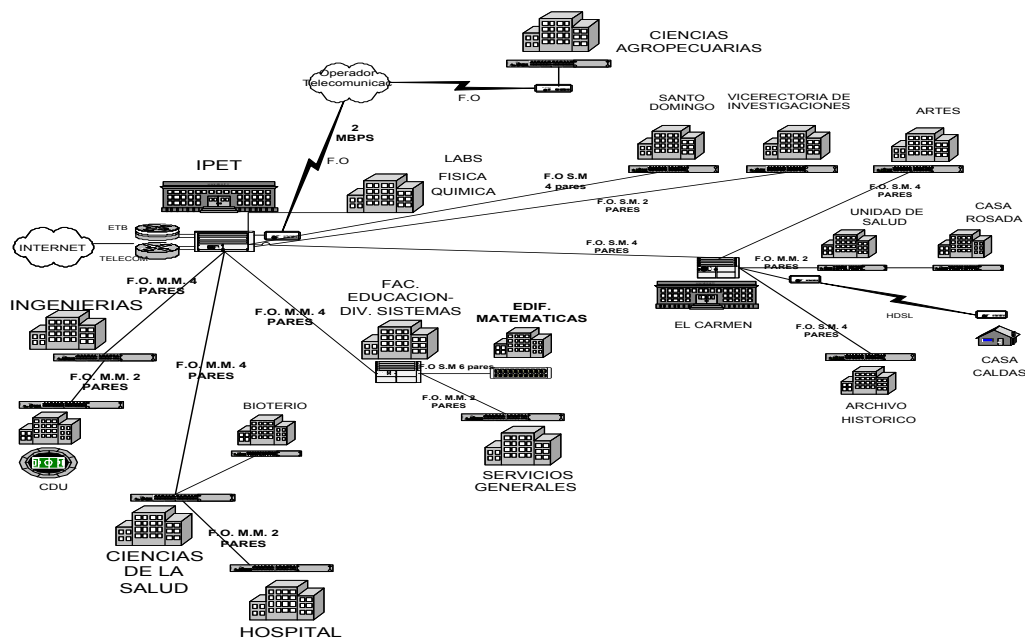 CIENCIAS
AGROPECUARIAS
Operador
Telecomunicac
F.O
2
MBPS
F.O
SANTO
DOMINGO
VICERECTORIA DE
INVESTIGACIONES
ARTES
IPET
LABS
FISICA
QUIMICA
F.O S.M
4 pares
F.O. S.M. 2
PARES
F.O. S.M. 4
PARES
ETB
INTERNET
TELECOM
F.O. S.M. 4
PARES
UNIDAD DE
SALUD
CASA
ROSADA
F.O. M.M. 2
PARES
F.O. M.M. 4
PARES
INGENIERIAS
FAC.
EDUCACION-
DIV. SISTEMAS
F.O. M.M. 4
PARES
EDIF.
MATEMATICAS
EL CARMEN
HDSL
F.O. S.M. 4
PARES
CASA
CALDAS
F.O. M.M. 2
PARES
F.O. M.M. 4
PARES
F.O S.M 6 pares
F.O. M.M. 2
PARES
BIOTERIO
ARCHIVO
HISTORICO
SERVICIOS
GENERALES
CDU
F.O. M.M. 2
PARES
CIENCIAS
DE LA
SALUD
HOSPITAL